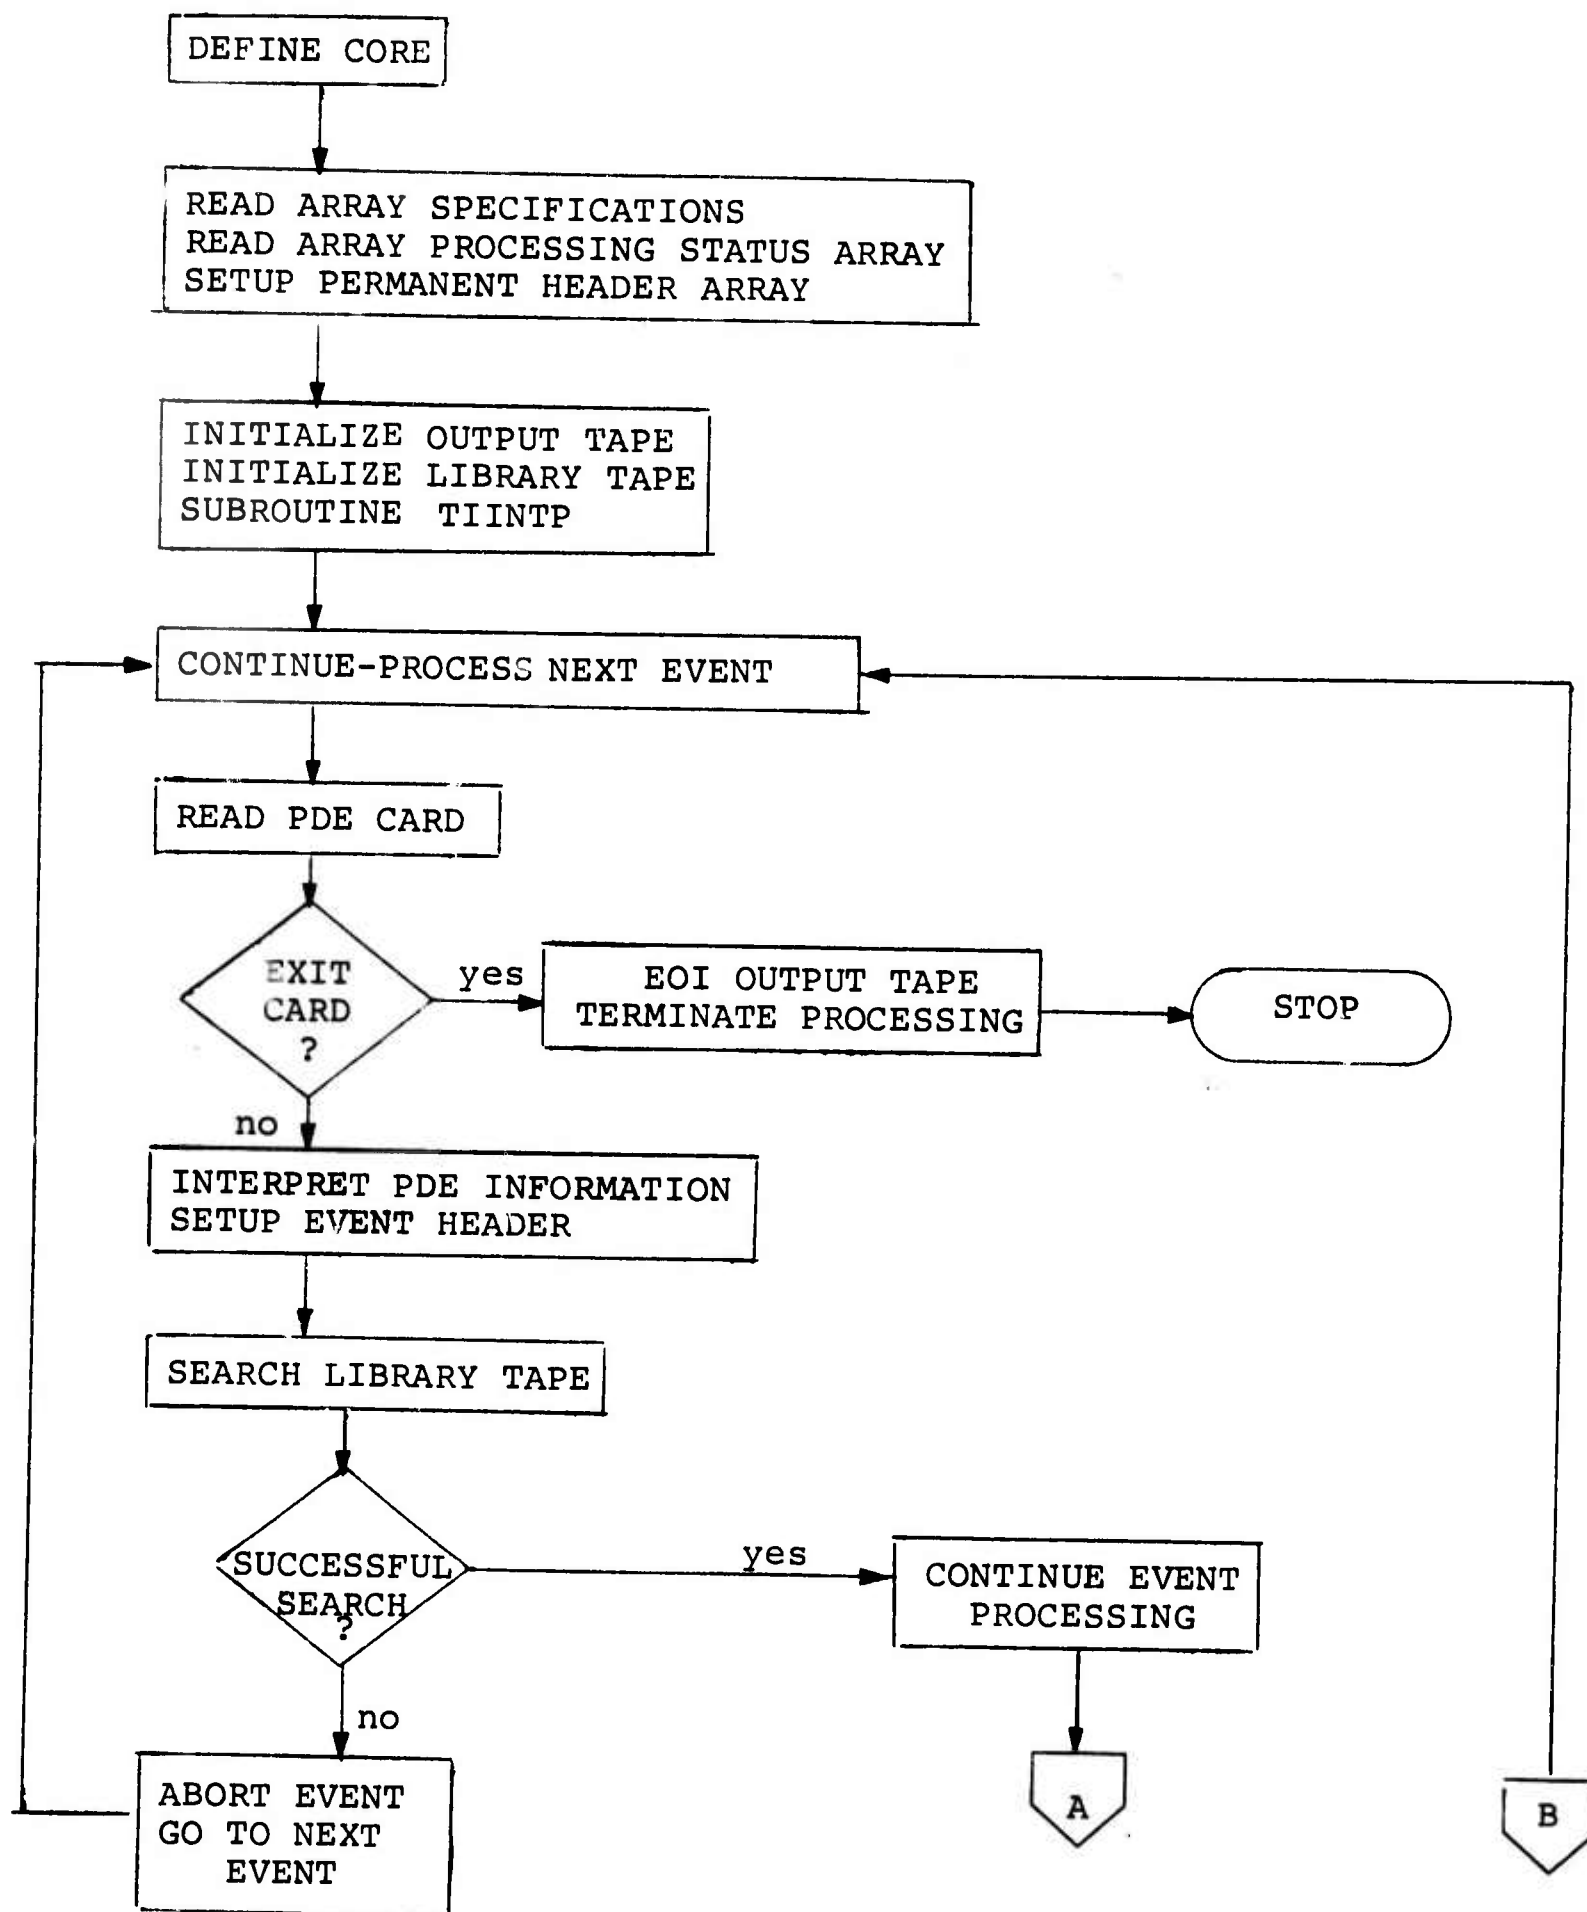 DEFINE CORE
READ ARRAY SPECIFICATIONS
READ ARRAY PROCESSING STATUS ARRAY
SETUP PERMANENT HEADER ARRAY
INITIALIZE OUTPUT TAPE
INITIALIZE LIBRARY TAPE
SUBROUTINE TIINTP
CONTINUE-PROCESS NEXT EVENT
READ PDE CARD
EXIT
CARD
?
yes
EOI OUTPUT TAPE
TERMINATE PROCESSING
STOP
no
INTERPRET PDE INFORMATION
SETUP EVENT HEADER
SEARCH LIBRARY TAPE
SUCCESSFUL
SEARCH
?
yes
CONTINUE EVENT
PROCESSING
no
ABORT EVENT
GO TO NEXT
EVENT
A
B